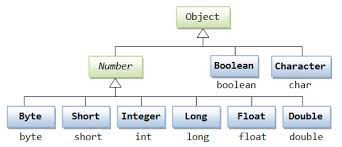 Object
Number Boolean Character
boolean char
Byte Short Integer Long Float Double
byte short int long float double